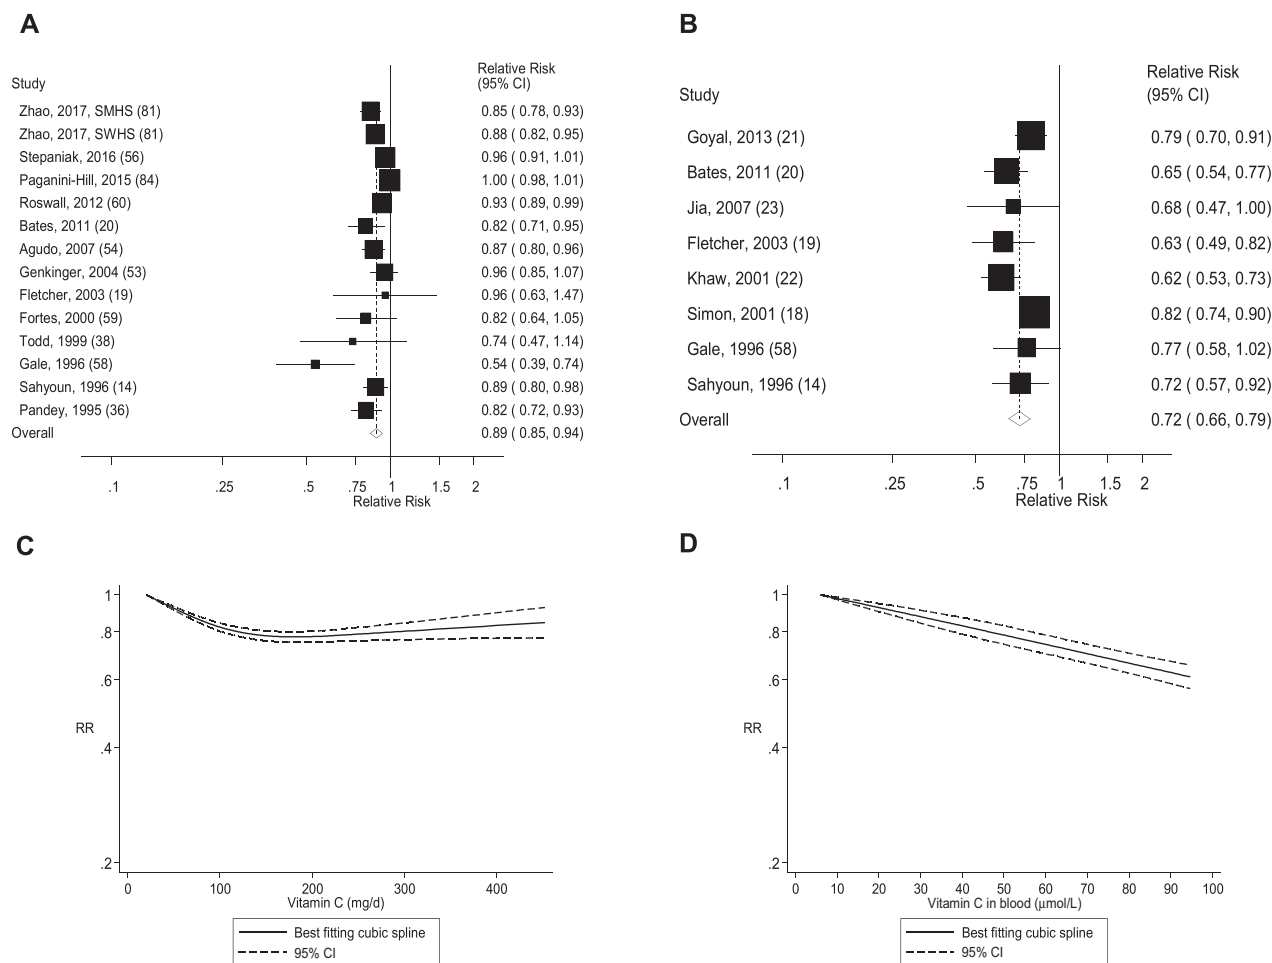 A
Relative Risk
Study (95% CI)
Zhao, 2017, SMHS (81) 0.85 ( 0.78, 0.93)
Zhao, 2017, SWHS (81) 0.88 ( 0.82, 0.95)
Stepaniak, 2016 (56) 0.96 ( 0.91, 1.01)
Paganini-Hill, 2015 (84) 1.00 ( 0.98, 1.01)
Roswall, 2012 (60) 0.93 ( 0.89, 0.99)
Bates, 2011 (20) 0.82 ( 0.71, 0.95)
Agudo, 2007 (54) 0.87 ( 0.80, 0.96)
Genkinger, 2004 (53) 0.96 ( 0.85, 1.07)
Fletcher, 2003 (19) 0.96 ( 0.63, 1.47)
Fortes, 2000 (59) 0.82 ( 0.64, 1.05)
Todd, 1999 (38) 0.74 ( 0.47, 1.14)
Gale, 1996 (58) 0.54 ( 0.39, 0.74)
Sahyoun, 1996 (14) 0.89 ( 0.80, 0.98)
Pandey, 1995 (36) 0.82 ( 0.72, 0.93)
Overall 0.89 ( 0.85, 0.94)
.1 .25 .5 .75 1 1.5 2
Relative Risk
B
Relative Risk
(95% CI)
Study
Goyal, 2013 (21) 0.79 ( 0.70, 0.91)
Bates, 2011 (20) 0.65 ( 0.54, 0.77)
Jia, 2007 (23) 0.68 ( 0.47, 1.00)
Fletcher, 2003 (19) 0.63 ( 0.49, 0.82)
Khaw, 2001 (22) 0.62 ( 0.53, 0.73)
Simon, 2001 (18) 0.82 ( 0.74, 0.90)
Gale, 1996 (58) 0.77 ( 0.58, 1.02)
Sahyoun, 1996 (14) 0.72 ( 0.57, 0.92)
Overall 0.72 ( 0.66, 0.79)
.1 .25 .5 .75 1 1.5 2
Relative Risk
C
1
.8
.6
RR
.4
.2
0 100 200 300 400
Vitamin C (mg/d)
Best fitting cubic spline
95% CI
D
1
.8
.6
RR
.4
.2
0 10 20 30 40 50 60 70 80 90 100
Vitamin C in blood (μmol/L)
Best fitting cubic spline
95% CI